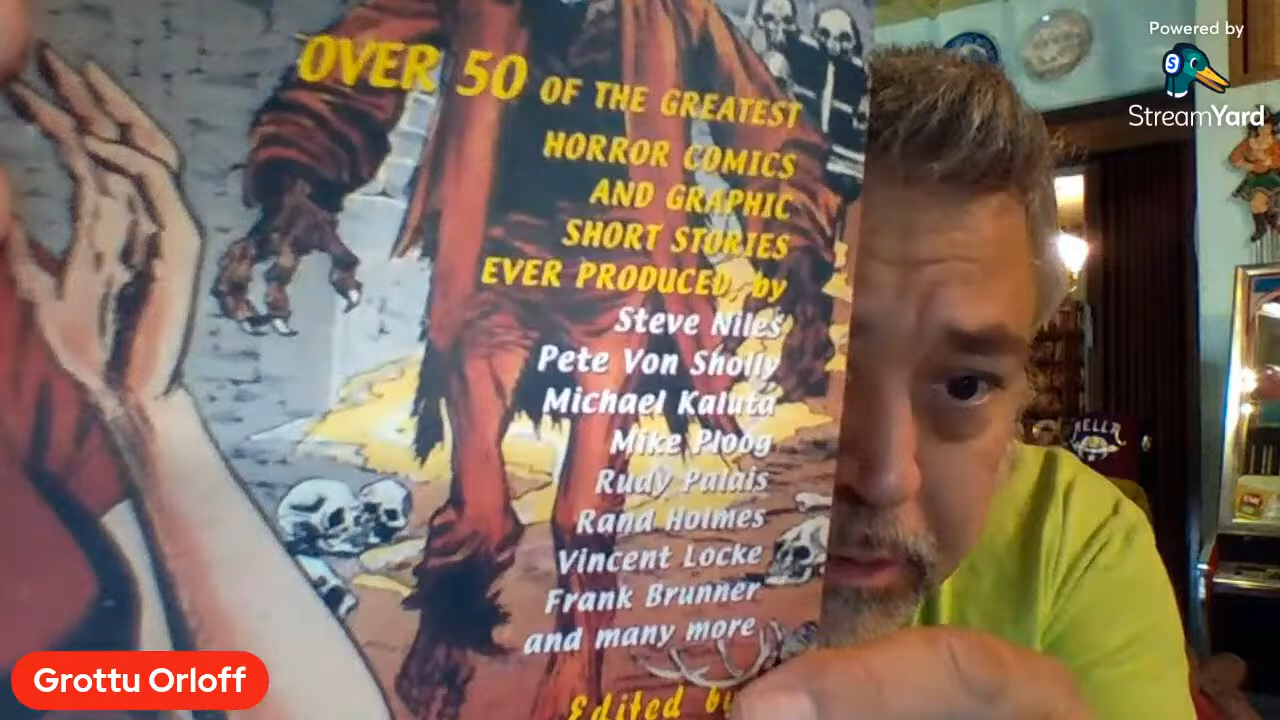 Powered by
StreamYard
OVER 50 OF THE GREATEST
HORROR COMICS
AND GRAPHIC
SHORT STORIES
EVER PRODUCED, by
Steve Niles
Pete Von Sholly
Michael Kaluta
Mike Ploog
Rudy Palais
Rand Holmes
Vincent Locke
Frank Brunner
and many more
Edited by
Grottu Orloff